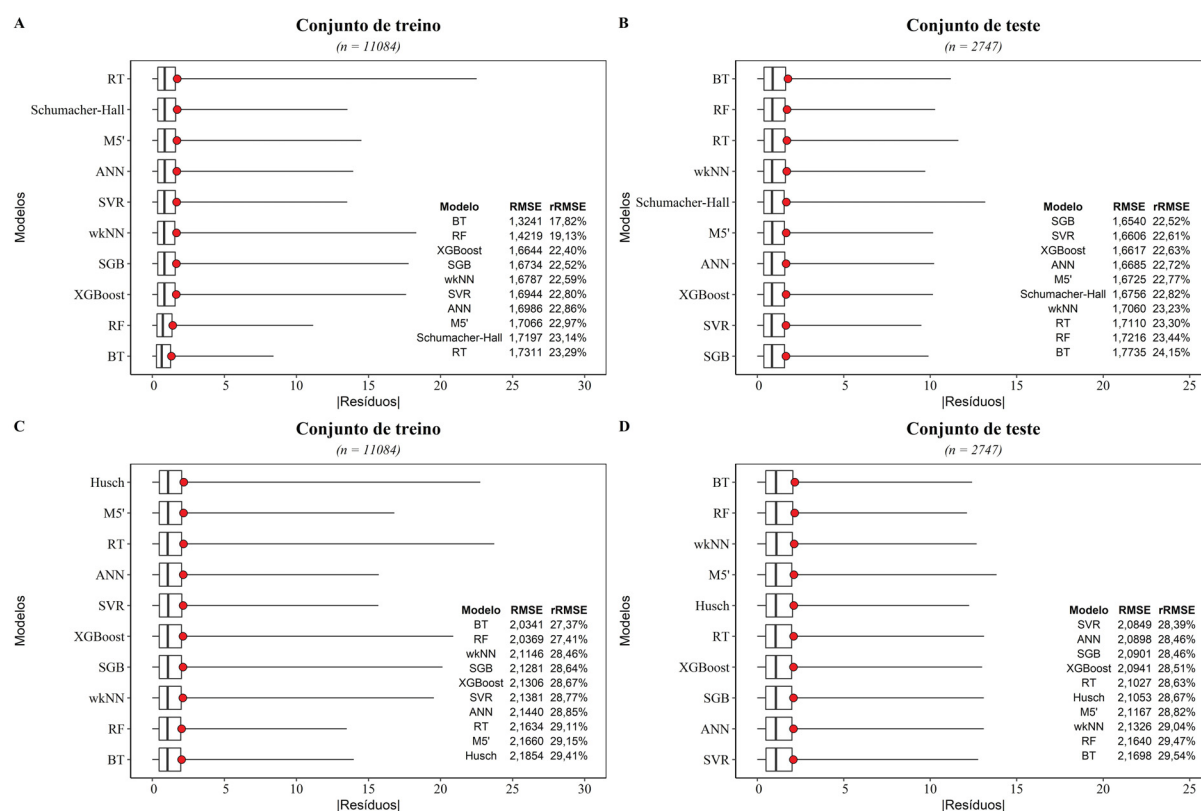 A
Conjunto de treino
(n = 11084)
Modelos
RT
Schumacher-Hall
M5'
ANN
SVR
wkNN
SGB
XGBoost
RF
BT
Modelo RMSE rRMSE
BT 1,3241 17,82%
RF 1,4219 19,13%
XGBoost 1,6644 22,40%
SGB 1,6734 22,52%
wkNN 1,6787 22,59%
SVR 1,6944 22,80%
ANN 1,6986 22,86%
M5' 1,7066 22,97%
Schumacher-Hall 1,7197 23,14%
RT 1,7311 23,29%
0 5 10 15 20 25 30
|Resíduos|
B
Conjunto de teste
(n = 2747)
Modelos
BT
RF
RT
wkNN
Schumacher-Hall
M5'
ANN
XGBoost
SVR
SGB
Modelo RMSE rRMSE
SGB 1,6540 22,52%
SVR 1,6606 22,61%
XGBoost 1,6617 22,63%
ANN 1,6685 22,72%
M5' 1,6725 22,77%
Schumacher-Hall 1,6756 22,82%
wkNN 1,7060 23,23%
RT 1,7110 23,30%
RF 1,7216 23,44%
BT 1,7735 24,15%
0 5 10 15 20 25
|Resíduos|
C
Conjunto de treino
(n = 11084)
Modelos
Husch
M5'
RT
ANN
SVR
XGBoost
SGB
wkNN
RF
BT
Modelo RMSE rRMSE
BT 2,0341 27,37%
RF 2,0369 27,41%
wkNN 2,1146 28,46%
SGB 2,1281 28,64%
XGBoost 2,1306 28,67%
SVR 2,1381 28,77%
ANN 2,1440 28,85%
RT 2,1634 29,11%
M5' 2,1660 29,15%
Husch 2,1854 29,41%
0 5 10 15 20 25 30
|Resíduos|
D
Conjunto de teste
(n = 2747)
Modelos
BT
RF
wkNN
M5'
Husch
RT
XGBoost
SGB
ANN
SVR
Modelo RMSE rRMSE
SVR 2,0849 28,39%
ANN 2,0898 28,46%
SGB 2,0901 28,46%
XGBoost 2,0941 28,51%
RT 2,1027 28,63%
Husch 2,1053 28,67%
M5' 2,1167 28,82%
wkNN 2,1326 29,04%
RF 2,1640 29,47%
BT 2,1698 29,54%
0 5 10 15 20 25
|Resíduos|